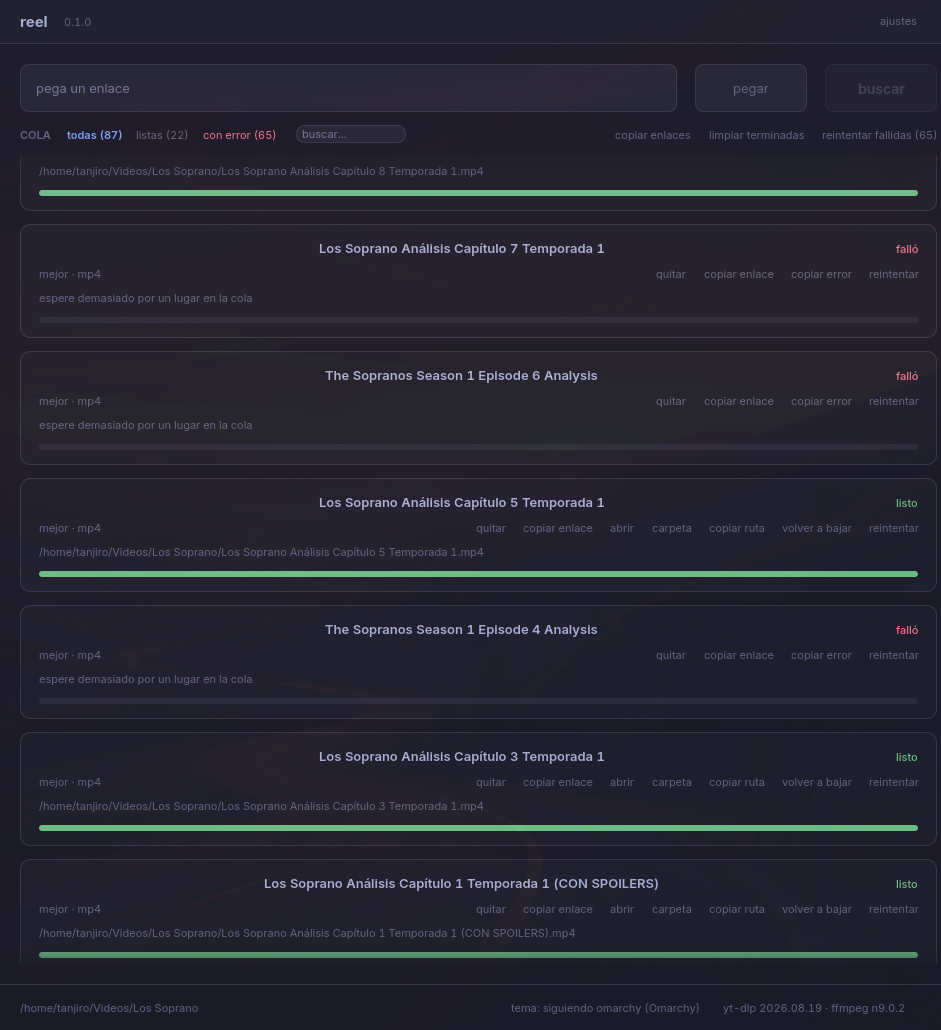 reel 0.1.0 ajustes
pega un enlace pegar buscar
COLA todas (87) listas (22) con error (65) buscar... copiar enlaces limpiar terminadas reintentar fallidas (65)
/home/tanjiro/Videos/Los Soprano/Los Soprano Análisis Capítulo 8 Temporada 1.mp4
Los Soprano Análisis Capítulo 7 Temporada 1 falló
mejor · mp4 quitar copiar enlace copiar error reintentar
espere demasiado por un lugar en la cola
The Sopranos Season 1 Episode 6 Analysis falló
mejor · mp4 quitar copiar enlace copiar error reintentar
espere demasiado por un lugar en la cola
Los Soprano Análisis Capítulo 5 Temporada 1 listo
mejor · mp4 quitar copiar enlace abrir carpeta copiar ruta volver a bajar reintentar
/home/tanjiro/Videos/Los Soprano/Los Soprano Análisis Capítulo 5 Temporada 1.mp4
The Sopranos Season 1 Episode 4 Analysis falló
mejor · mp4 quitar copiar enlace copiar error reintentar
espere demasiado por un lugar en la cola
Los Soprano Análisis Capítulo 3 Temporada 1 listo
mejor · mp4 quitar copiar enlace abrir carpeta copiar ruta volver a bajar reintentar
/home/tanjiro/Videos/Los Soprano/Los Soprano Análisis Capítulo 3 Temporada 1.mp4
Los Soprano Análisis Capítulo 1 Temporada 1 (CON SPOILERS) listo
mejor · mp4 quitar copiar enlace abrir carpeta copiar ruta volver a bajar reintentar
/home/tanjiro/Videos/Los Soprano/Los Soprano Análisis Capítulo 1 Temporada 1 (CON SPOILERS).mp4
/home/tanjiro/Videos/Los Soprano tema: siguiendo omarchy (Omarchy) yt-dlp 2026.08.19 · ffmpeg n9.0.2